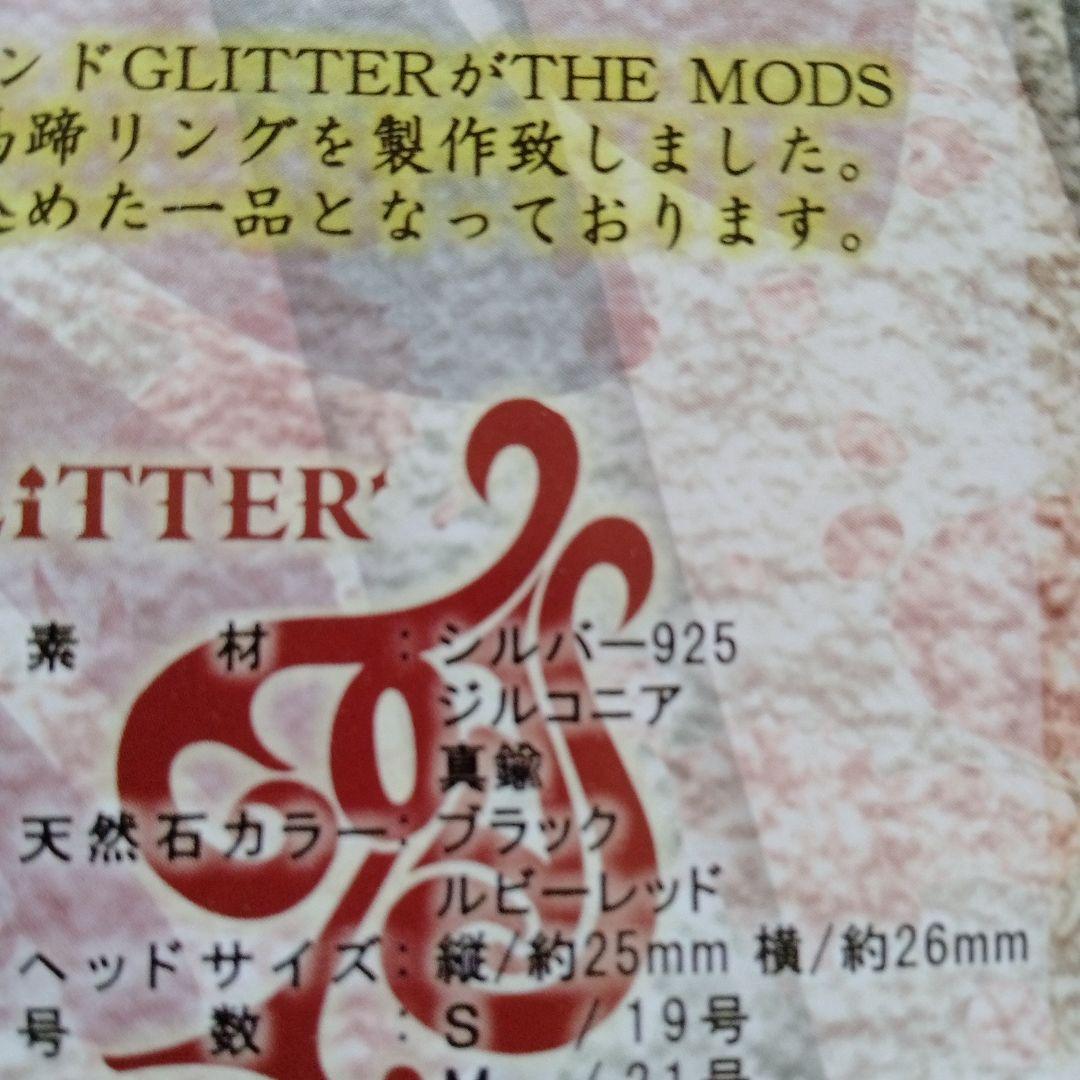 ンドGLITTERがTHE MODS
蹄リングを製作致しました。
めた一品となっております。
LiTTER
素材：シルバー925
ジルコニア
真鍮
天然石カラー：ブラック
ルビーレッド
ヘッドサイズ：縦/約25mm 横/約26mm
号数：S /19号
M /21号